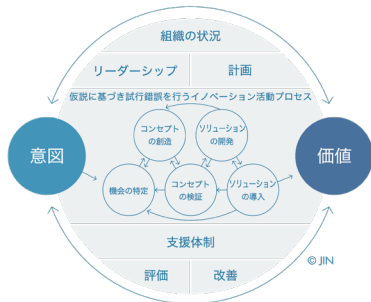 組織の状況
リーダーシップ
計画
仮説に基づき試行錯誤を行うイノベーション活動プロセス
コンセプト
の創造
ソリューション
の開発
意図
価値
機会の特定
コンセプト
の検証
ソリューション
の導入
支援体制
評価
改善
© JIN